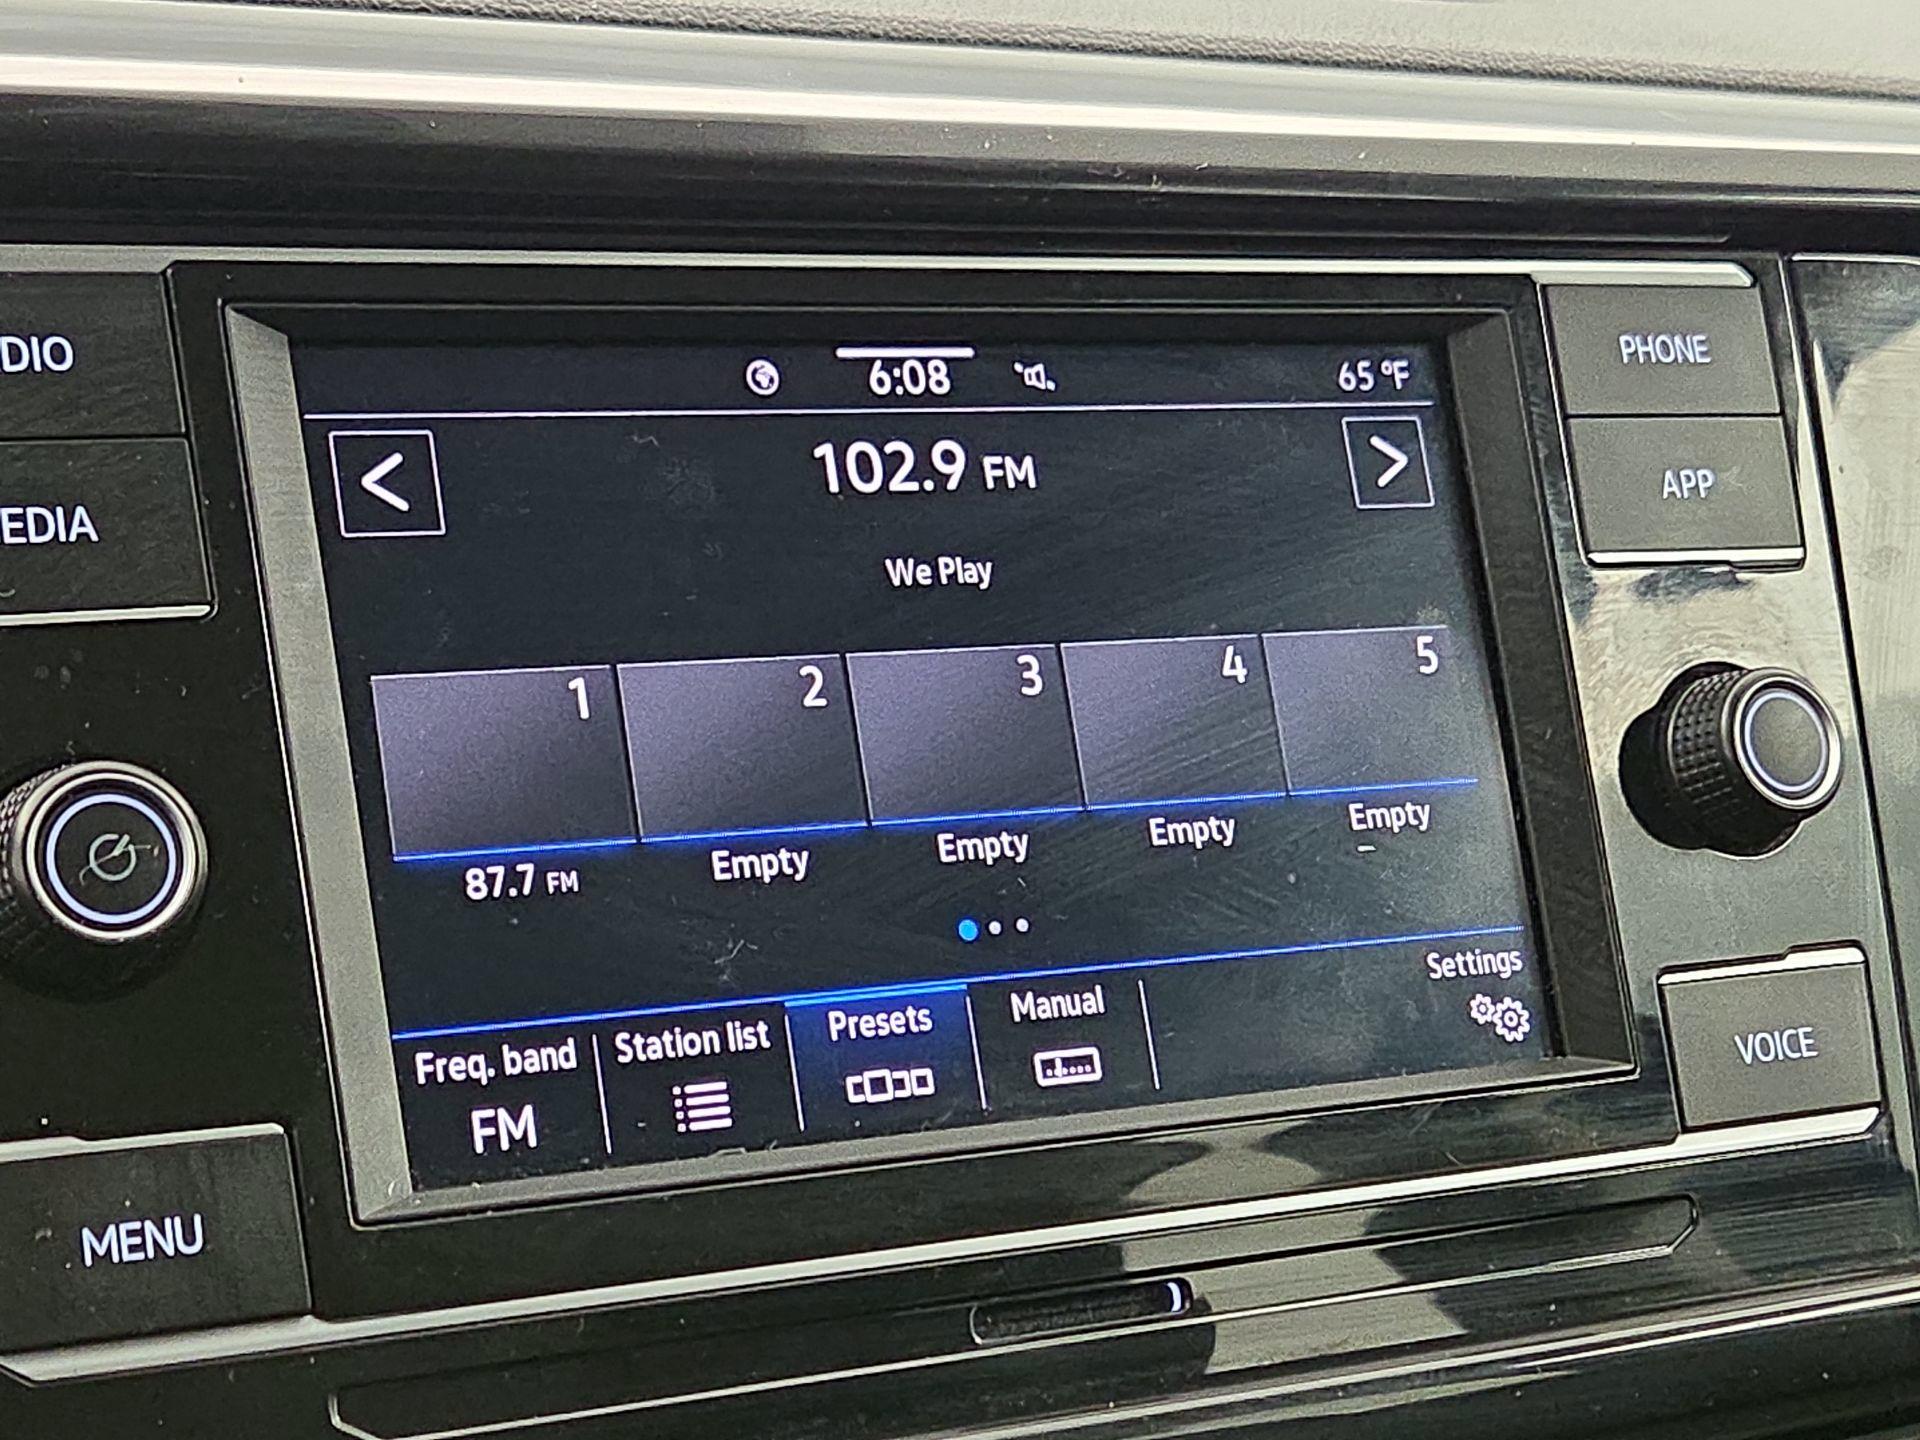 DIO
EDIA
MENU
6:08
65 °F
<
102.9 FM
>
We Play
1
2
3
4
5
87.7 FM
Empty
Empty
Empty
Empty
Freq. band
FM
Station list
Presets
Manual
Settings
PHONE
APP
VOICE